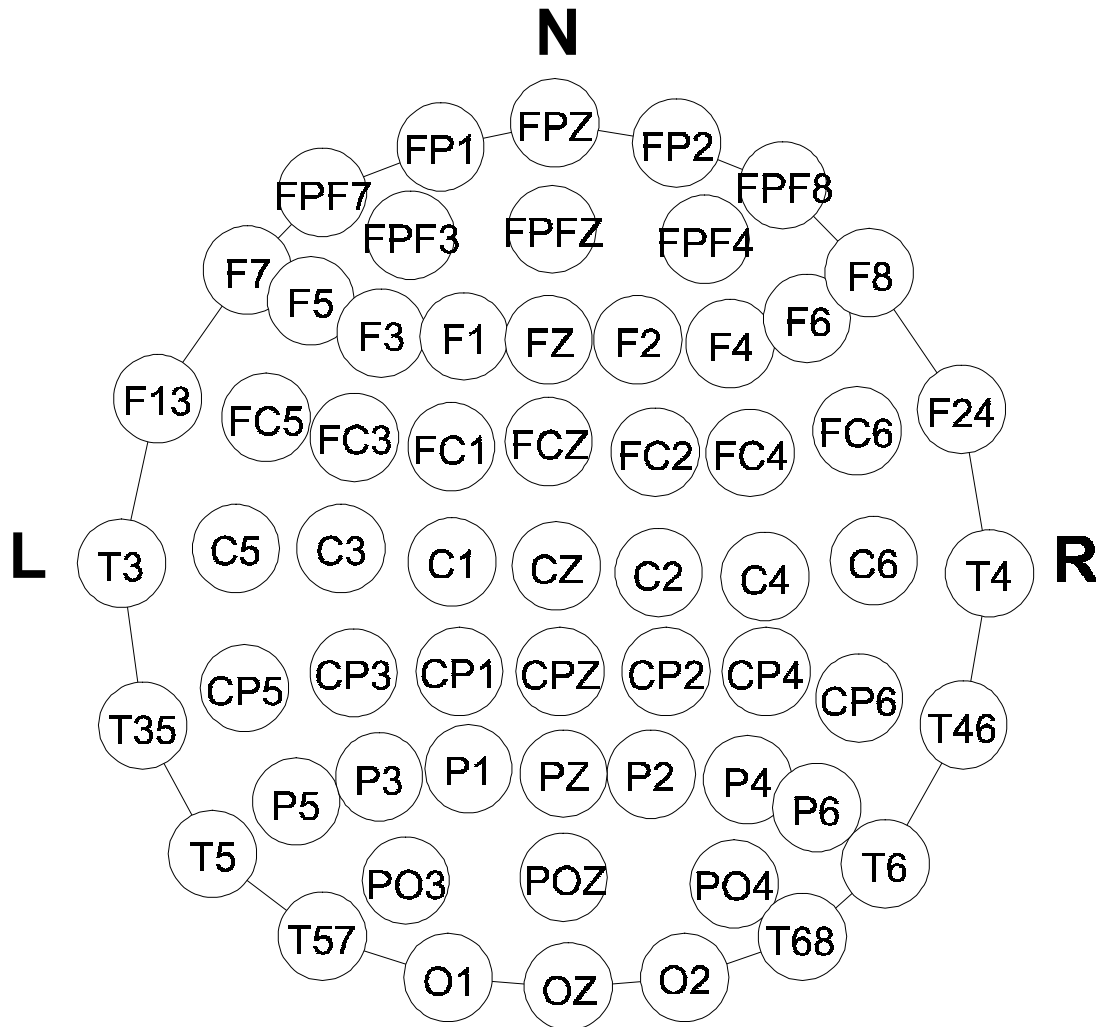 N
FP1 FPZ FP2
FPF7 FPF8
FPF3 FPFZ FPF4
F7 F8
F5 F3 F1 FZ F2 F4 F6
F13 F24
FC5 FC3 FC1 FCZ FC2 FC4 FC6
L T3 C5 C3 C1 CZ C2 C4 C6 T4 R
CP5 CP3 CP1 CPZ CP2 CP4 CP6
T35 T46
P5 P3 P1 PZ P2 P4 P6
T5 T6
PO3 POZ PO4
T57 T68
O1 OZ O2